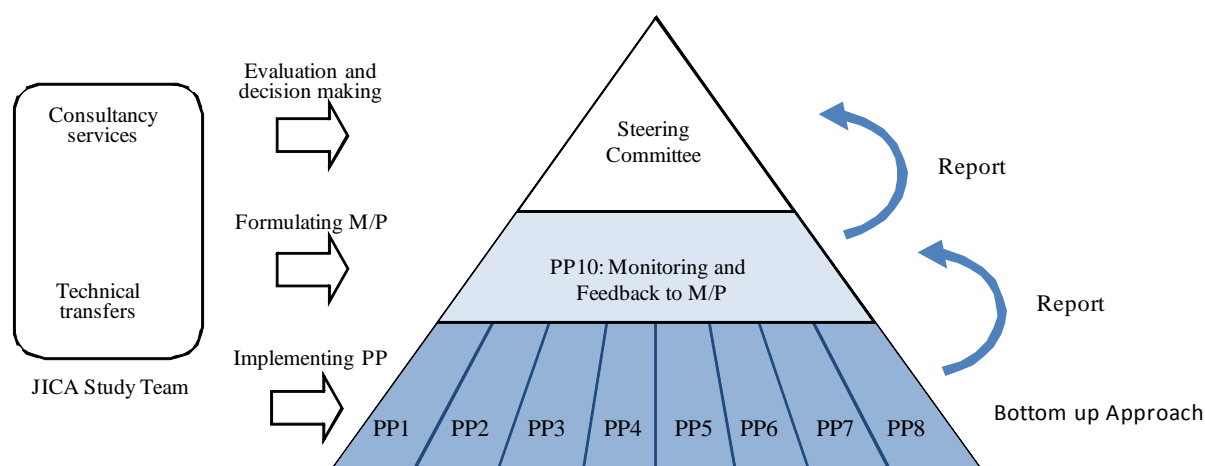 Consultancy
services
Technical
transfers
JICA Study Team
Evaluation and
decision making
Formulating M/P
Implementing PP
Steering
Committee
PP10: Monitoring and
Feedback to M/P
PP1 PP2 PP3 PP4 PP5 PP6 PP7 PP8
Report
Report
Bottom up Approach